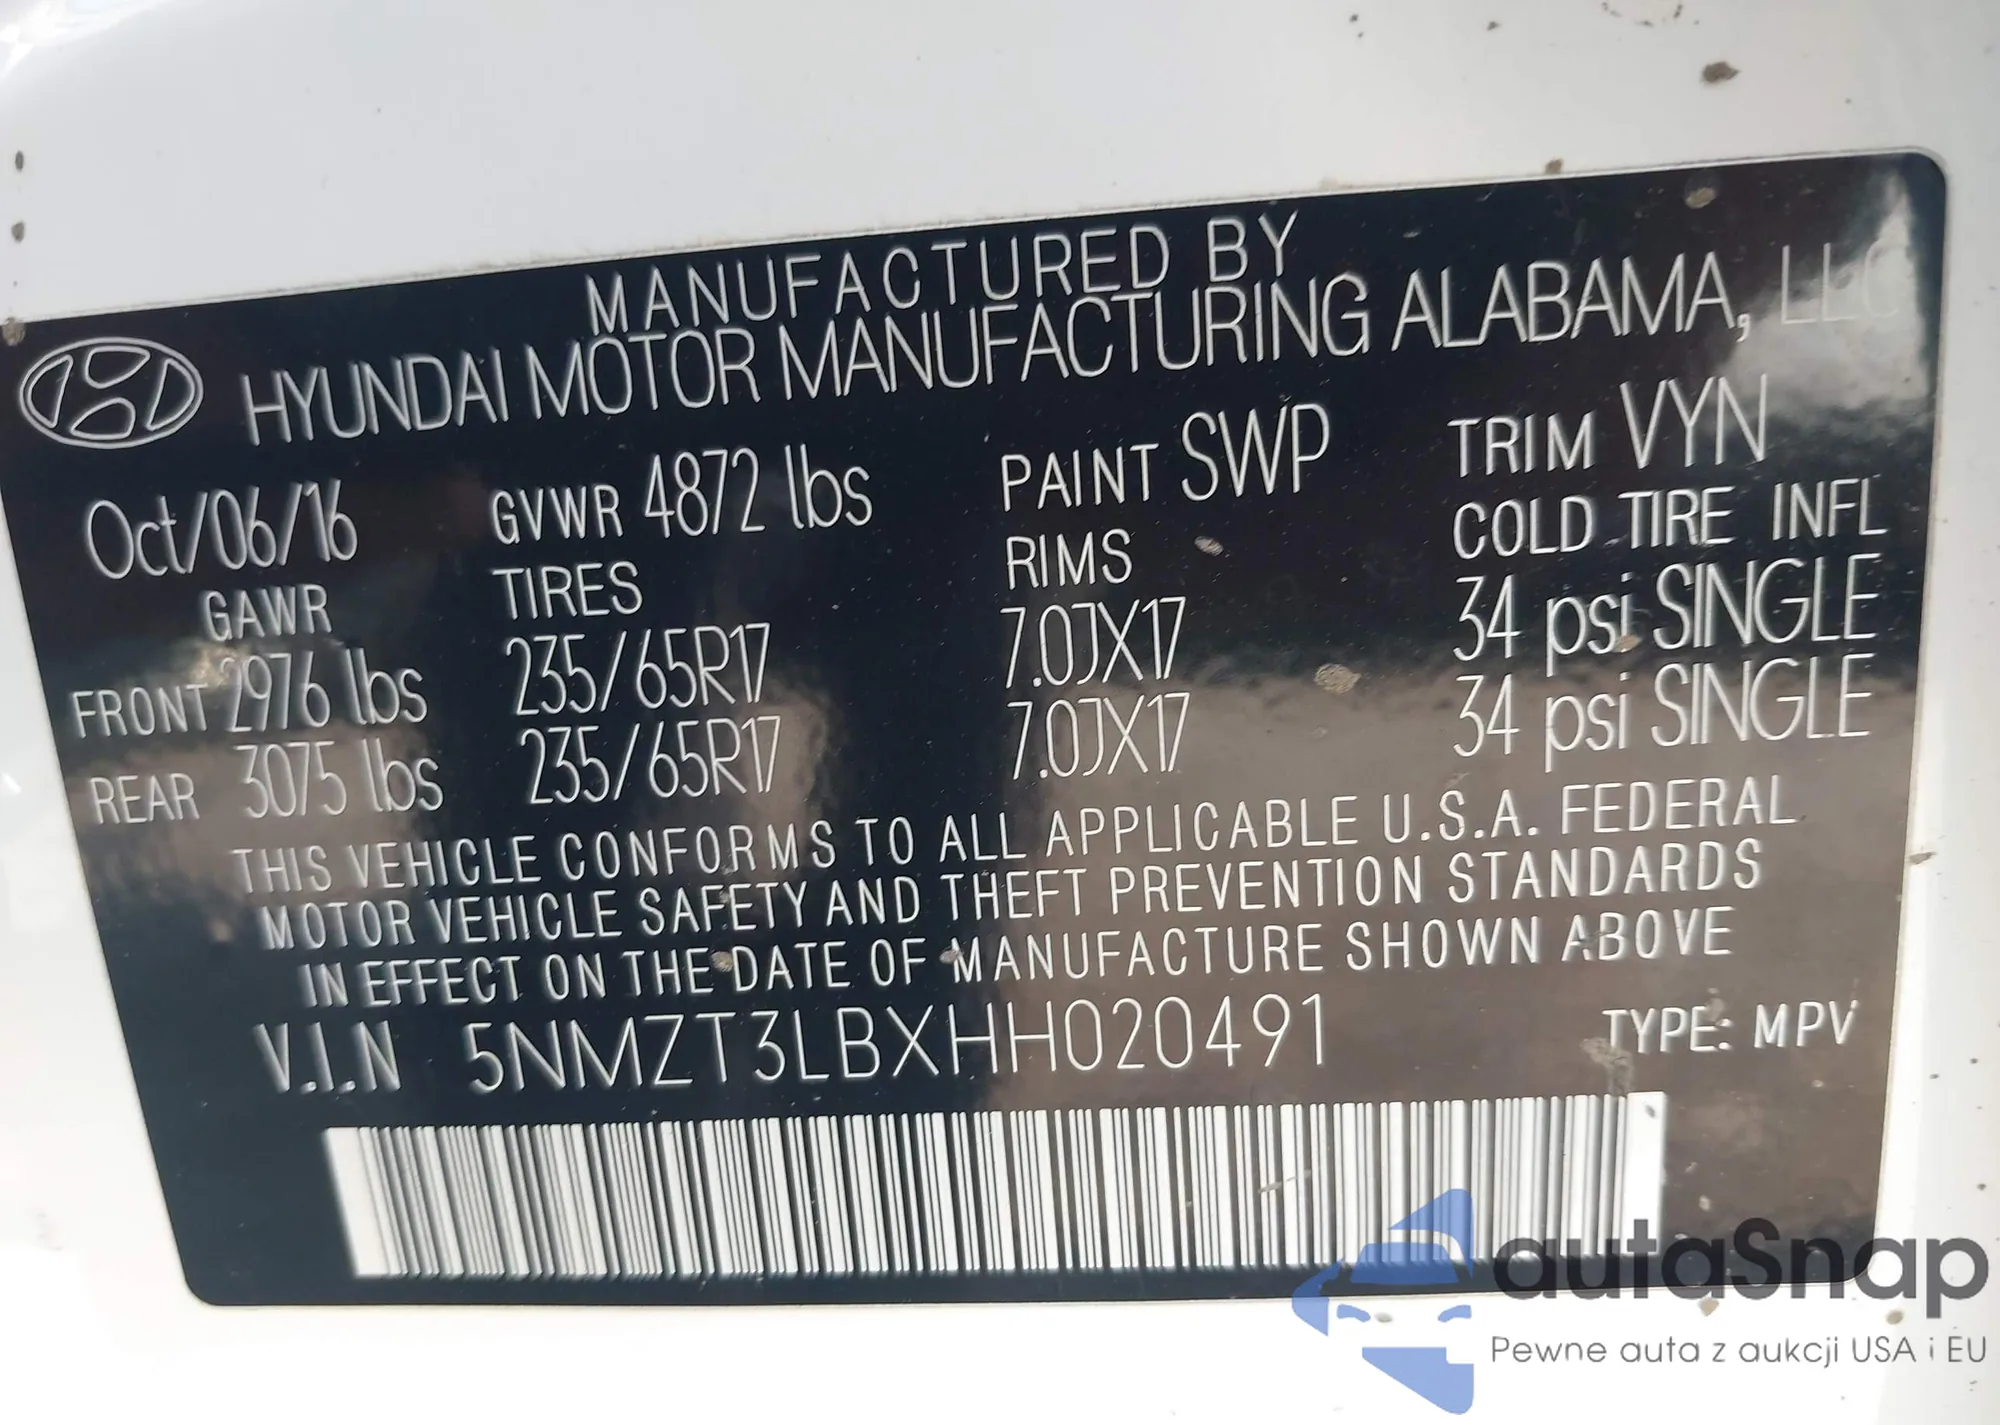 MANUFACTURED BY
HYUNDAI MOTOR MANUFACTURING ALABAMA, LLC
Oct/06/16 GVWR 4872 lbs PAINT SWP TRIM VYN
GAWR TIRES RIMS COLD TIRE INFL
FRONT 2976 lbs 235/65R17 7.0JX17 34 psi SINGLE
REAR 3075 lbs 235/65R17 7.0JX17 34 psi SINGLE
THIS VEHICLE CONFORMS TO ALL APPLICABLE U.S.A. FEDERAL
MOTOR VEHICLE SAFETY AND THEFT PREVENTION STANDARDS
IN EFFECT ON THE DATE OF MANUFACTURE SHOWN ABOVE
V.I.N 5NMZT3LBXHH020491 TYPE: MPV
autaSnap
Pewne auta z aukcji USA i EU